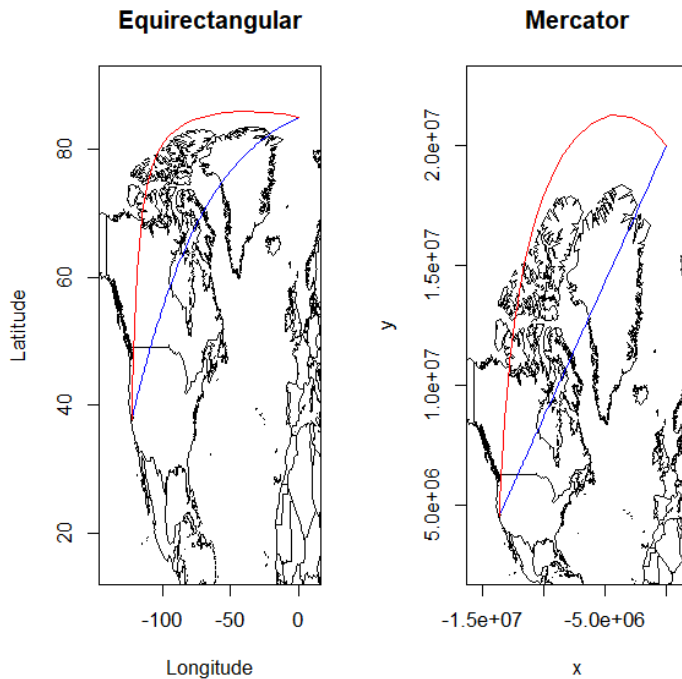 Equirectangular
Latitude
80
60
40
20
-100 -50 0
Longitude
Mercator
y
2.0e+07
1.5e+07
1.0e+07
5.0e+06
-1.5e+07 -5.0e+06
x